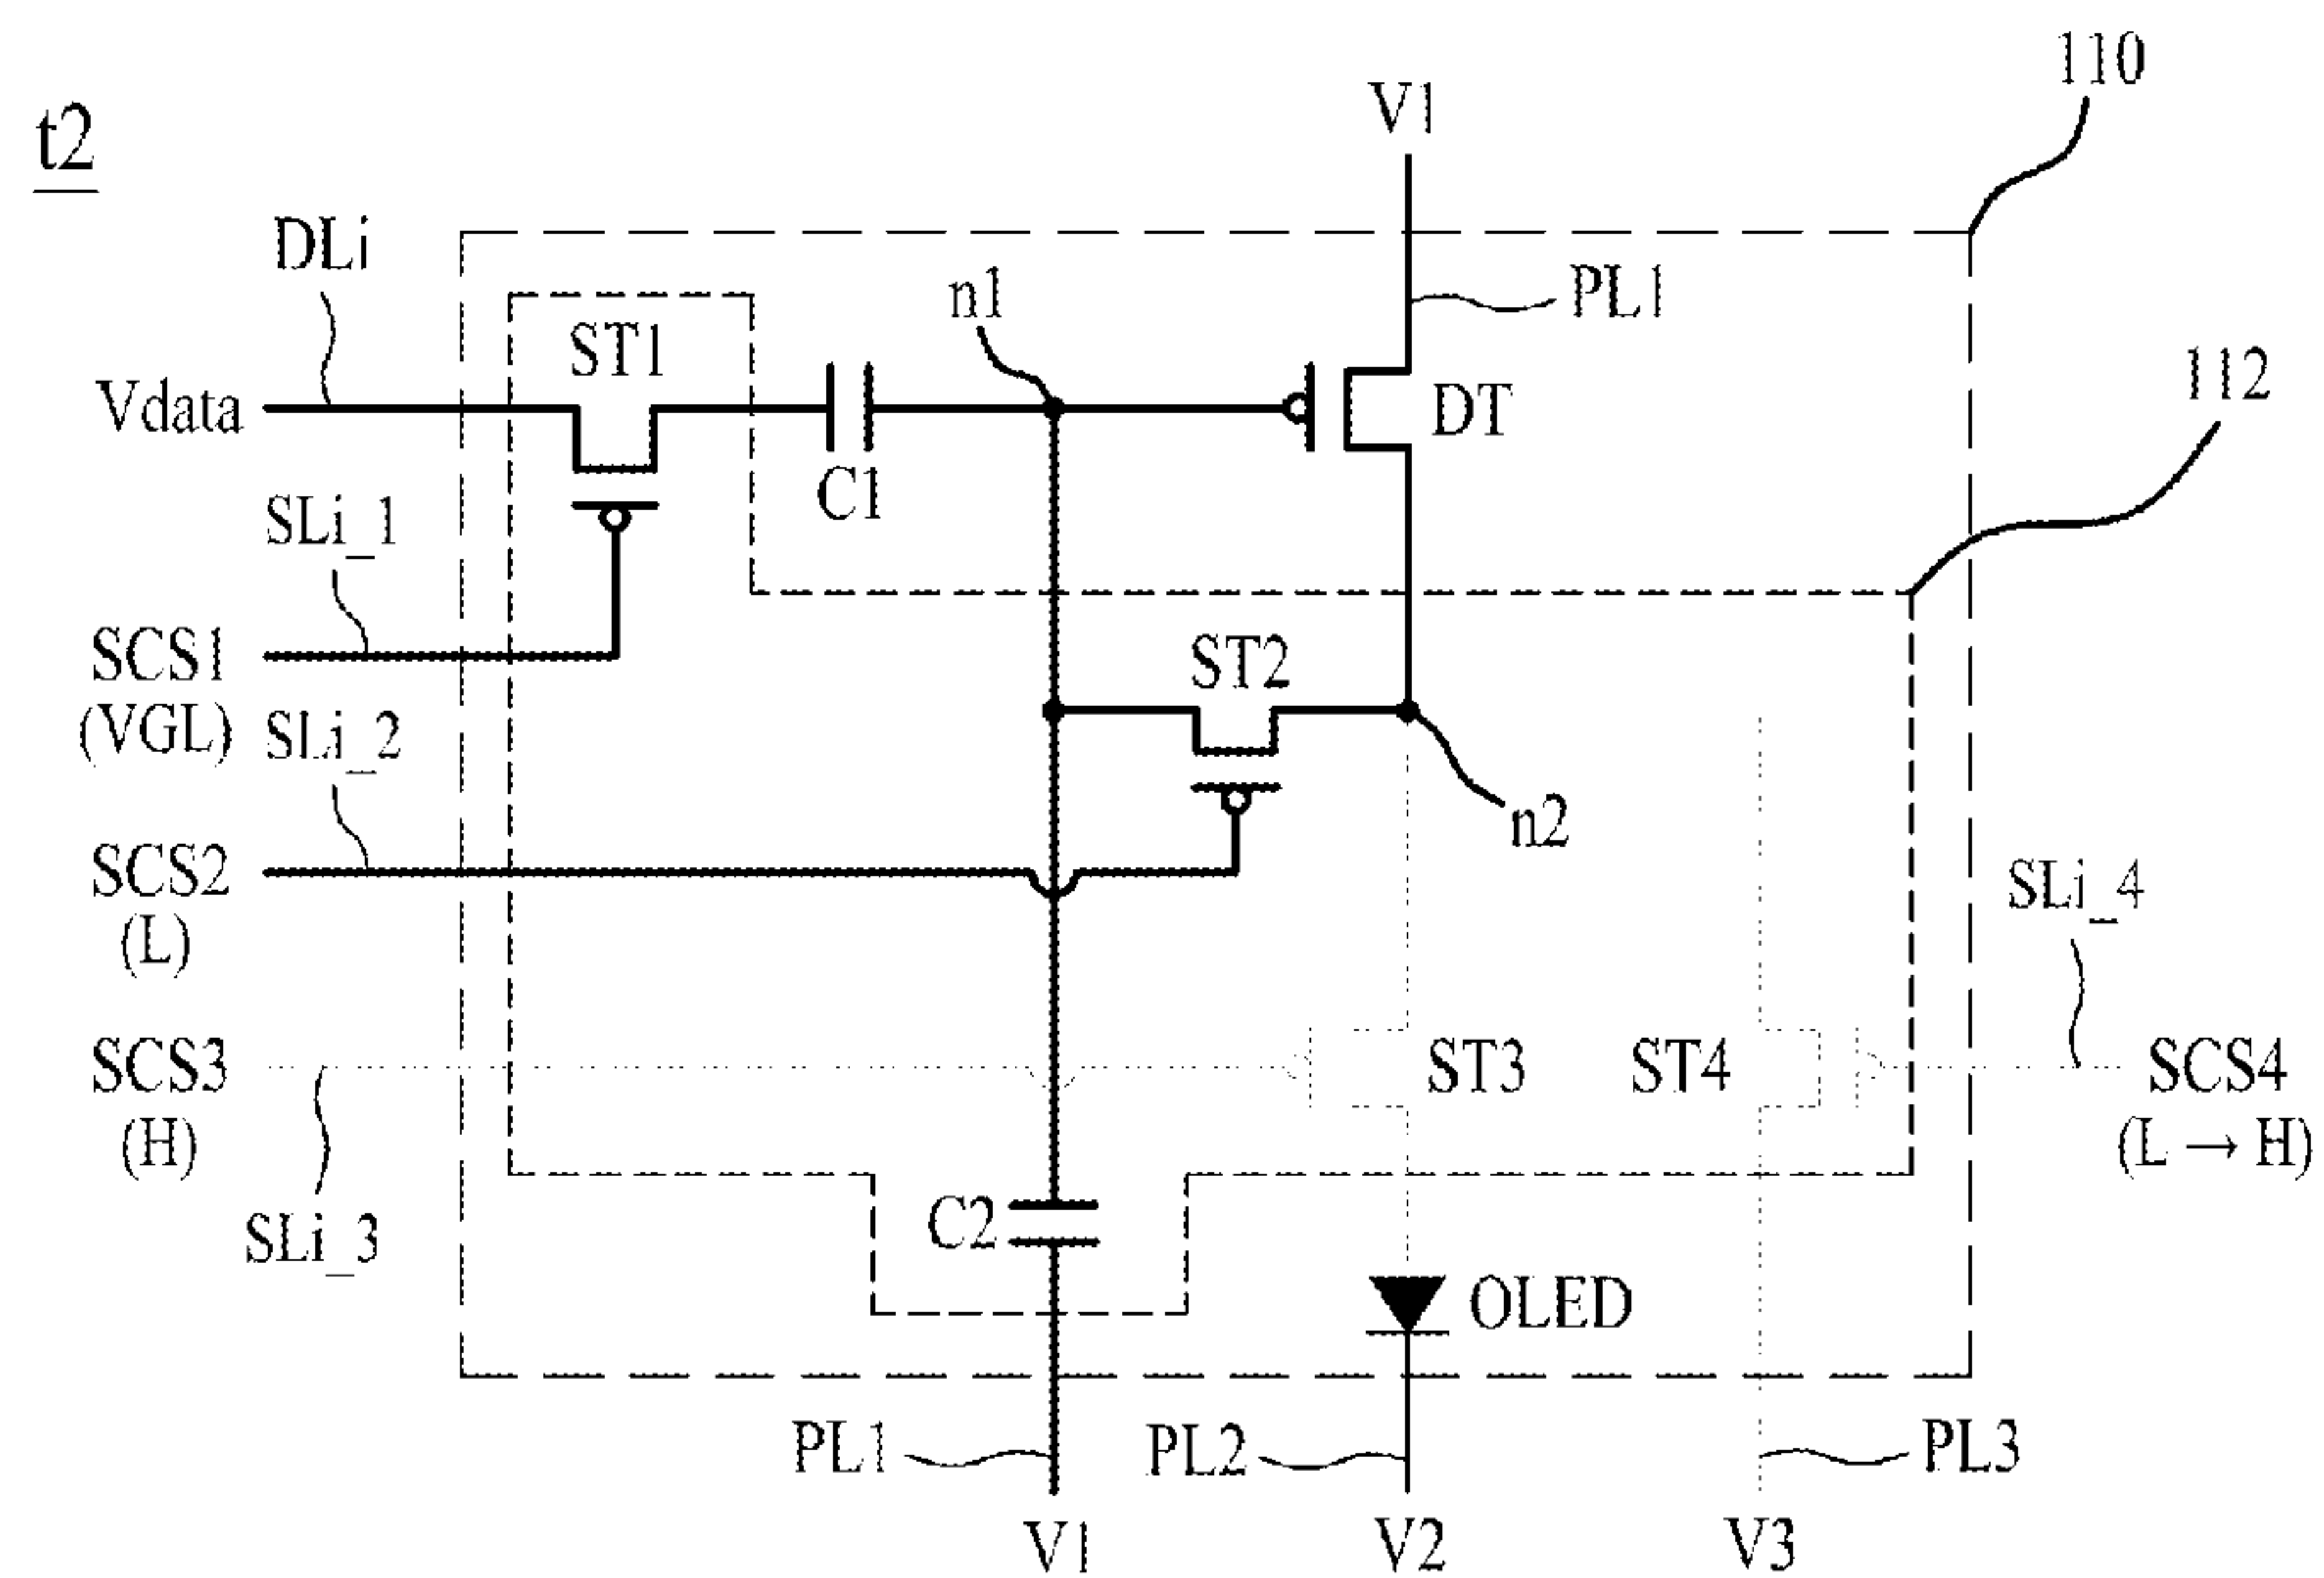 110
V1
t2
DLi
n1
PL1
ST1
112
Vdata
DT
C1
SLi_1
SCS1
(VGL)
ST2
SLi_2
n2
SCS2
(L)
SLi_4
SCS3
(H)
ST3
ST4
SCS4
(L → H)
C2
SLi_3
OLED
PL1
PL2
PL3
V1
V2
V3